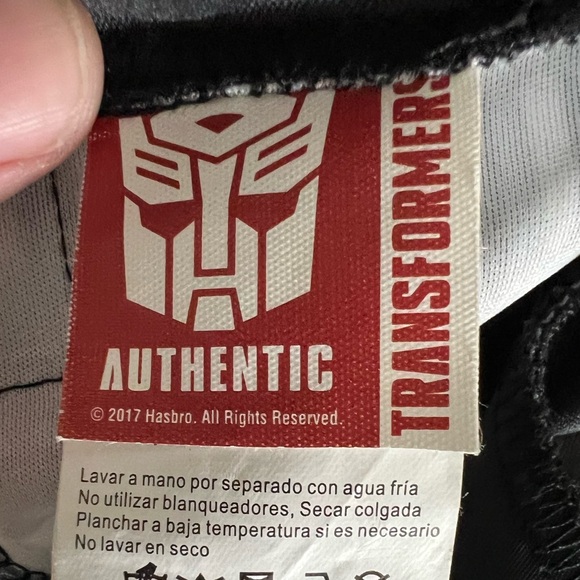 AUTHENTIC
© 2017 Hasbro. All Rights Reserved.
TRANSFORMERS
Lavar a mano por separado con agua fría
No utilizar blanqueadores, Secar colgada
Planchar a baja temperatura si es necesario
No lavar en seco